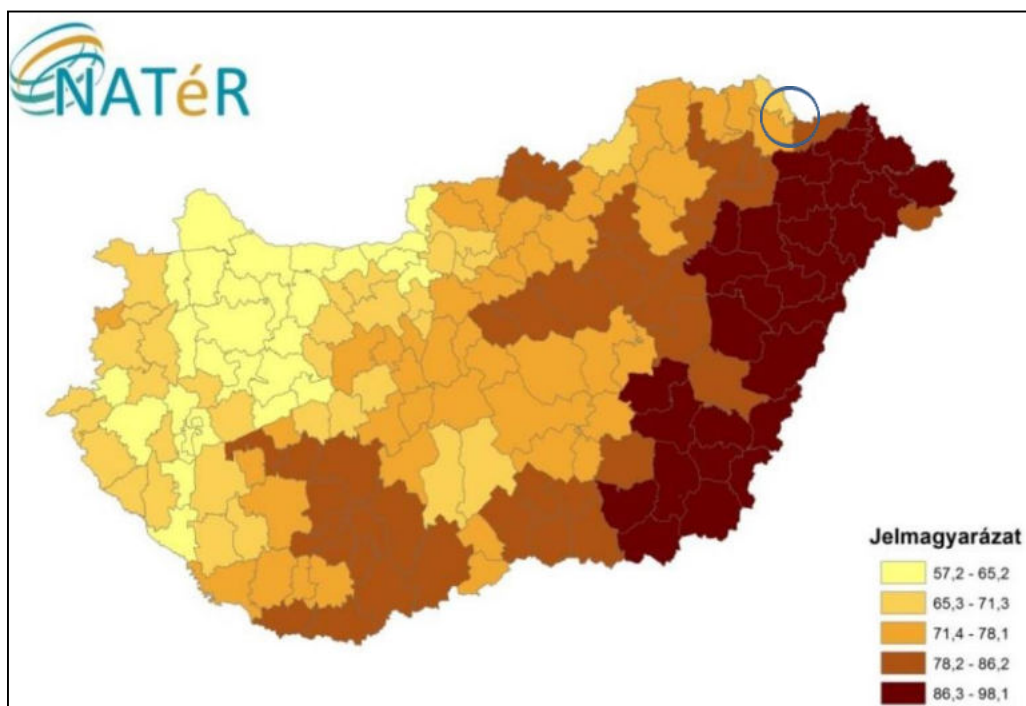 NATéR
Jelmagyarázat
57,2 - 65,2
65,3 - 71,3
71,4 - 78,1
78,2 - 86,2
86,3 - 98,1